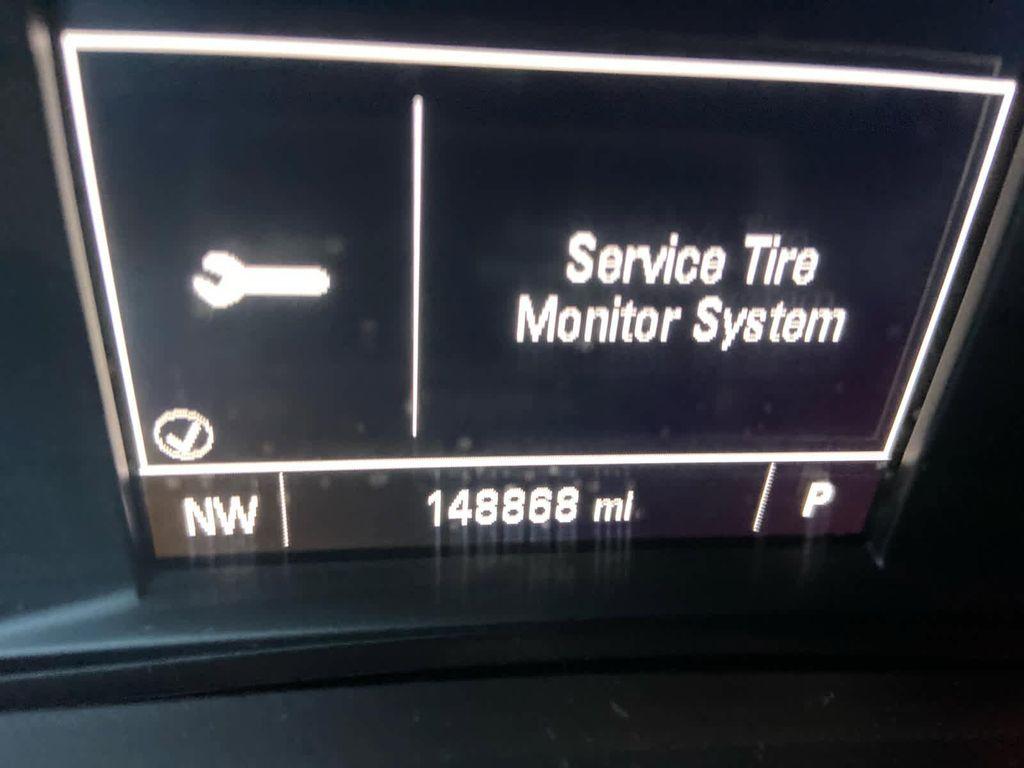 Service Tire
Monitor System
NW
148868 mi
P